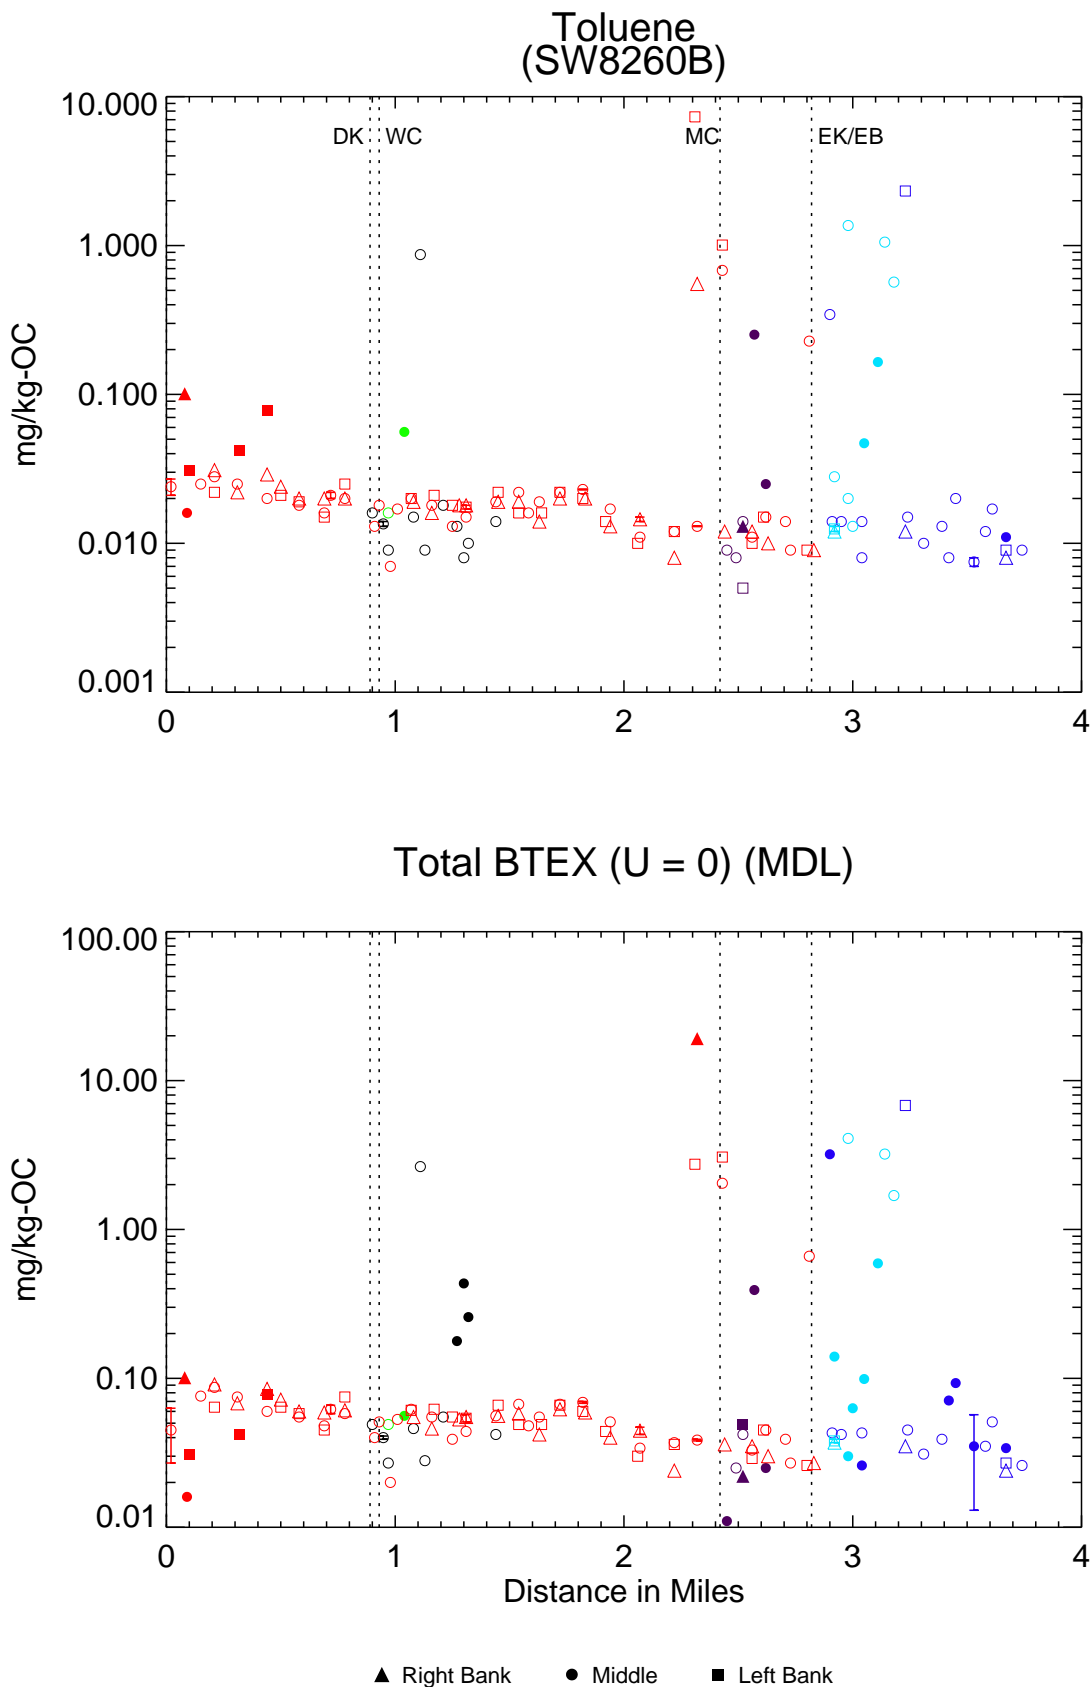 Toluene
(SW8260B)
10.000
DK WC MC EK/EB
1.000
mg/kg-OC
0.100
0.010
0.001
0 1 2 3 4
Total BTEX (U = 0) (MDL)
100.00
10.00
mg/kg-OC
1.00
0.10
0.01
0 1 2 3 4
Distance in Miles
Right Bank Middle Left Bank